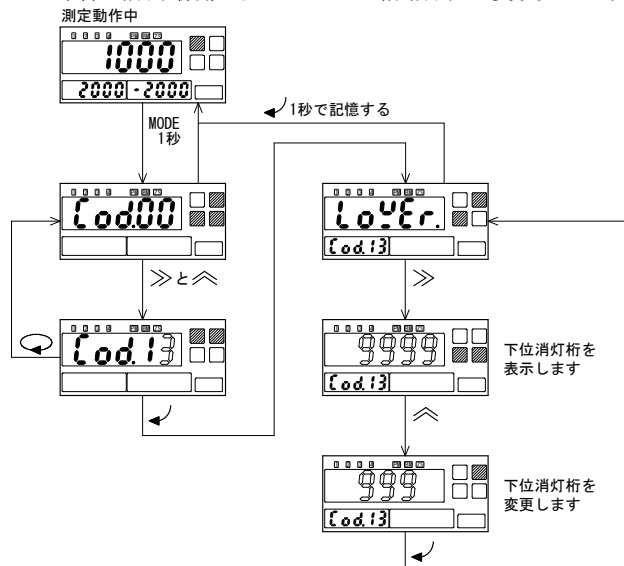 測定動作中
1000
2000 -2000
MODE
1秒
1秒で記憶する
Cod.00
と
Cod.13
LoYEr.
Cod.13
9999
Cod.13
下位消灯桁を
表示します
999
Cod.13
下位消灯桁を
変更します